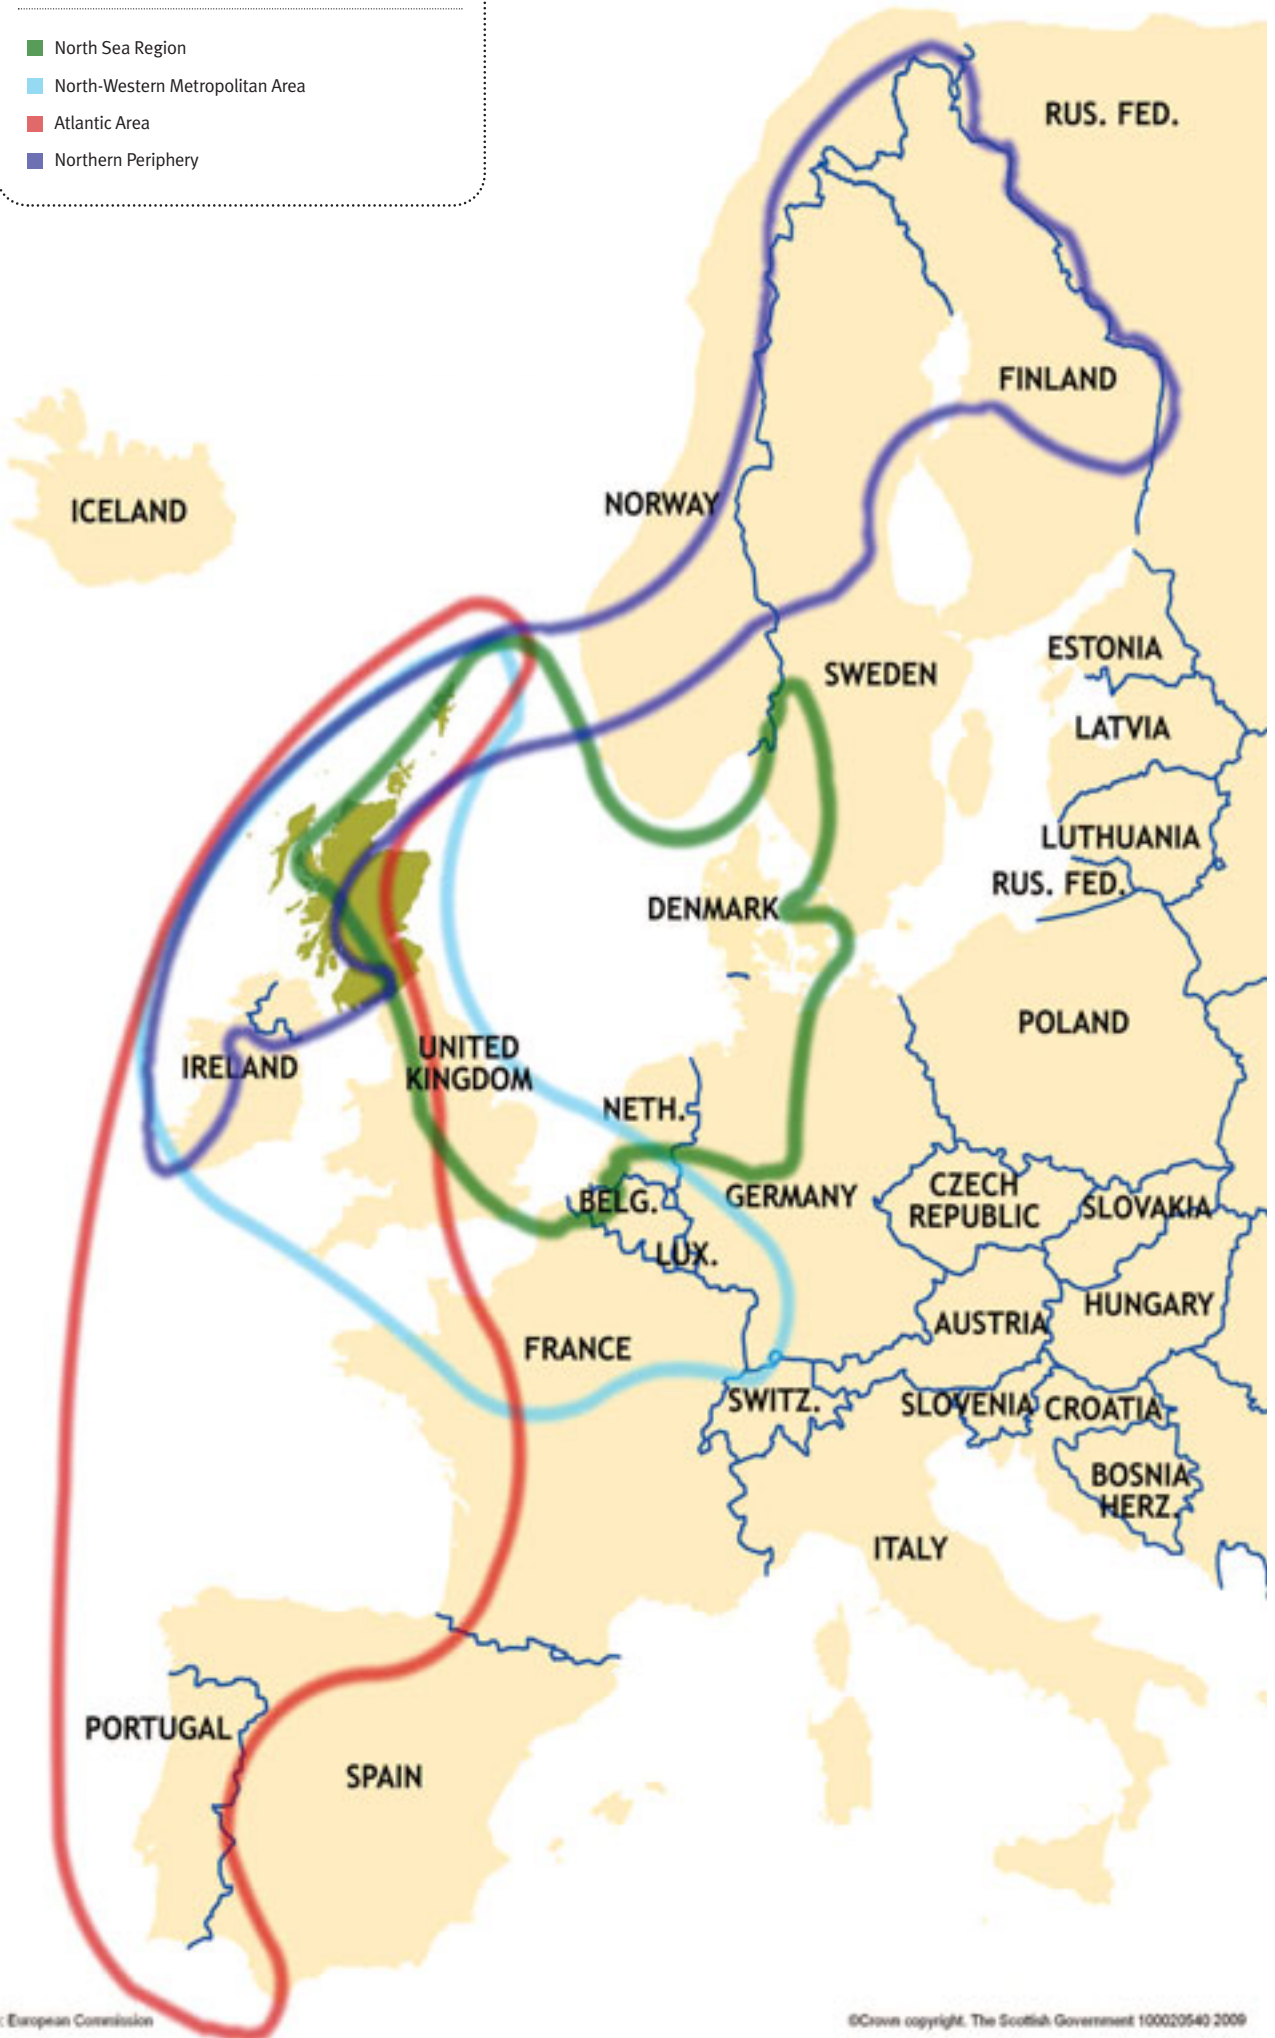 North Sea Region
North-Western Metropolitan Area
Atlantic Area
Northern Periphery
RUS. FED.
FINLAND
ICELAND
NORWAY
ESTONIA
SWEDEN
LATVIA
LUTHUANIA
RUS. FED.
DENMARK
POLAND
UNITED
KINGDOM
IRELAND
NETH.
BELG.
GERMANY
CZECH
REPUBLIC
SLOVAKIA
LUX.
HUNGARY
AUSTRIA
FRANCE
SWITZ.
SLOVENIA
CROATIA
BOSNIA
HERZ.
ITALY
PORTUGAL
SPAIN
: European Commission
©Crown copyright. The Scottish Government 100020540 2009